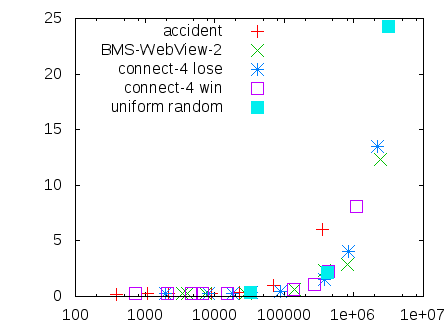 25
20
15
10
5
0
accident
BMS-WebView-2
connect-4 lose
connect-4 win
uniform random
100 1000 10000 100000 1e+06 1e+07